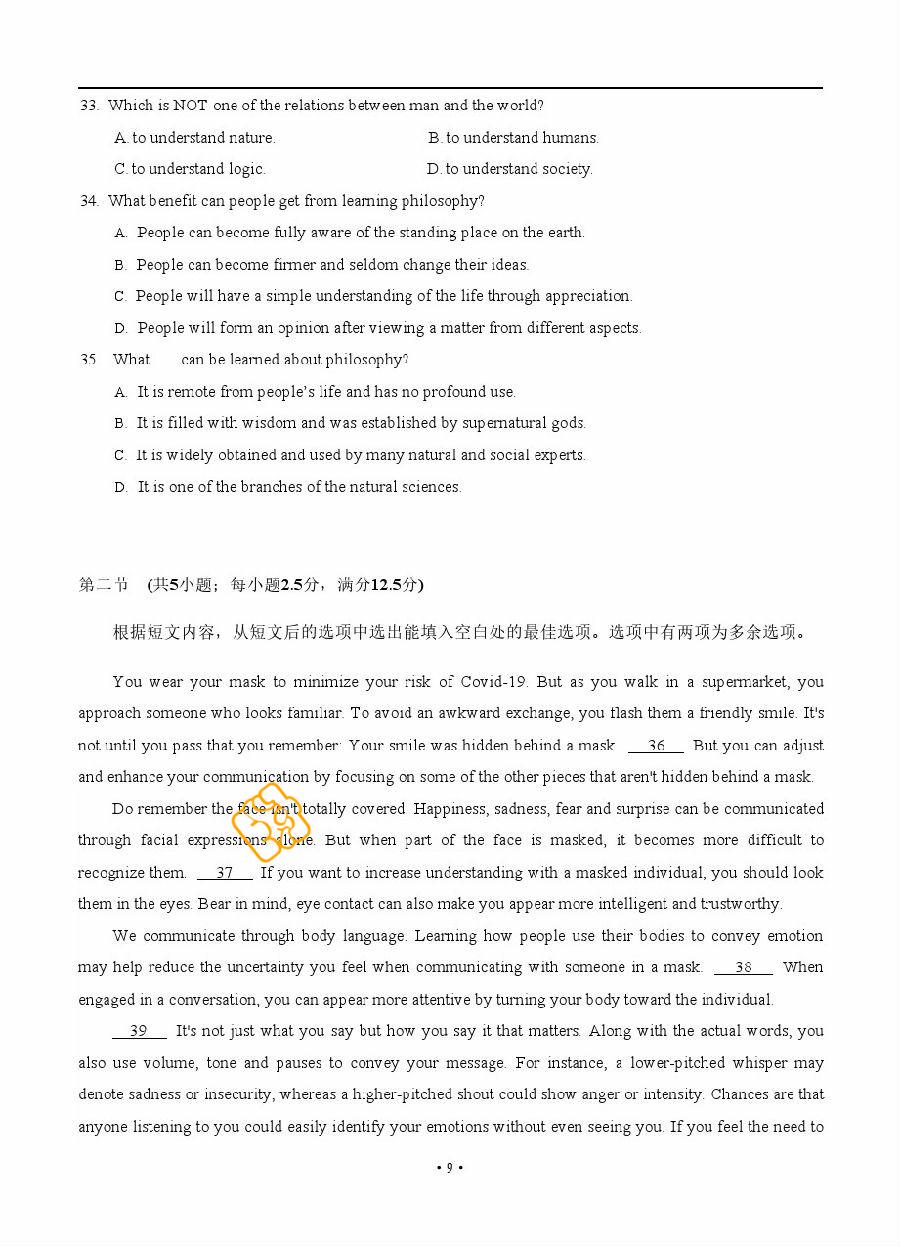 33. Which is NOT one of the relations between man and the world?
A. to understand nature. B. to understand humans.
C. to understand logic. D. to understand society.
34. What benefit can people get from learning philosophy?
A. People can become fully aware of the standing place on the earth.
B. People can become firmer and seldom change their ideas.
C. People will have a simple understanding of the life through appreciation.
D. People will form an opinion after viewing a matter from different aspects.
35 What can be learned about philosophy?
A. It is remote from people's life and has no profound use.
B. It is filled with wisdom and was established by supernatural gods.
C. It is widely obtained and used by many natural and social experts.
D. It is one of the branches of the natural sciences.
第二节 (共5小题；每小题2.5分，满分12.5分)
根据短文内容，从短文后的选项中选出能填入空白处的最佳选项。选项中有两项为多余选项。
You wear your mask to minimize your risk of Covid-19. But as you walk in a supermarket, you
approach someone who looks familiar. To avoid an awkward exchange, you flash them a friendly smile. It's
not until you pass that you remember: Your smile was hidden behind a mask. 36 But you can adjust
and enhance your communication by focusing on some of the other pieces that aren't hidden behind a mask.
Do remember the face isn't totally covered. Happiness, sadness, fear and surprise can be communicated
through facial expressions alone. But when part of the face is masked, it becomes more difficult to
recognize them. 37 If you want to increase understanding with a masked individual, you should look
them in the eyes. Bear in mind, eye contact can also make you appear more intelligent and trustworthy.
We communicate through body language. Learning how people use their bodies to convey emotion
may help reduce the uncertainty you feel when communicating with someone in a mask. 38 When
engaged in a conversation, you can appear more attentive by turning your body toward the individual.
39 It's not just what you say but how you say it that matters. Along with the actual words, you
also use volume, tone and pauses to convey your message. For instance, a lower-pitched whisper may
denote sadness or insecurity, whereas a higher-pitched shout could show anger or intensity. Chances are that
anyone listening to you could easily identify your emotions without even seeing you. If you feel the need to
• 9 •